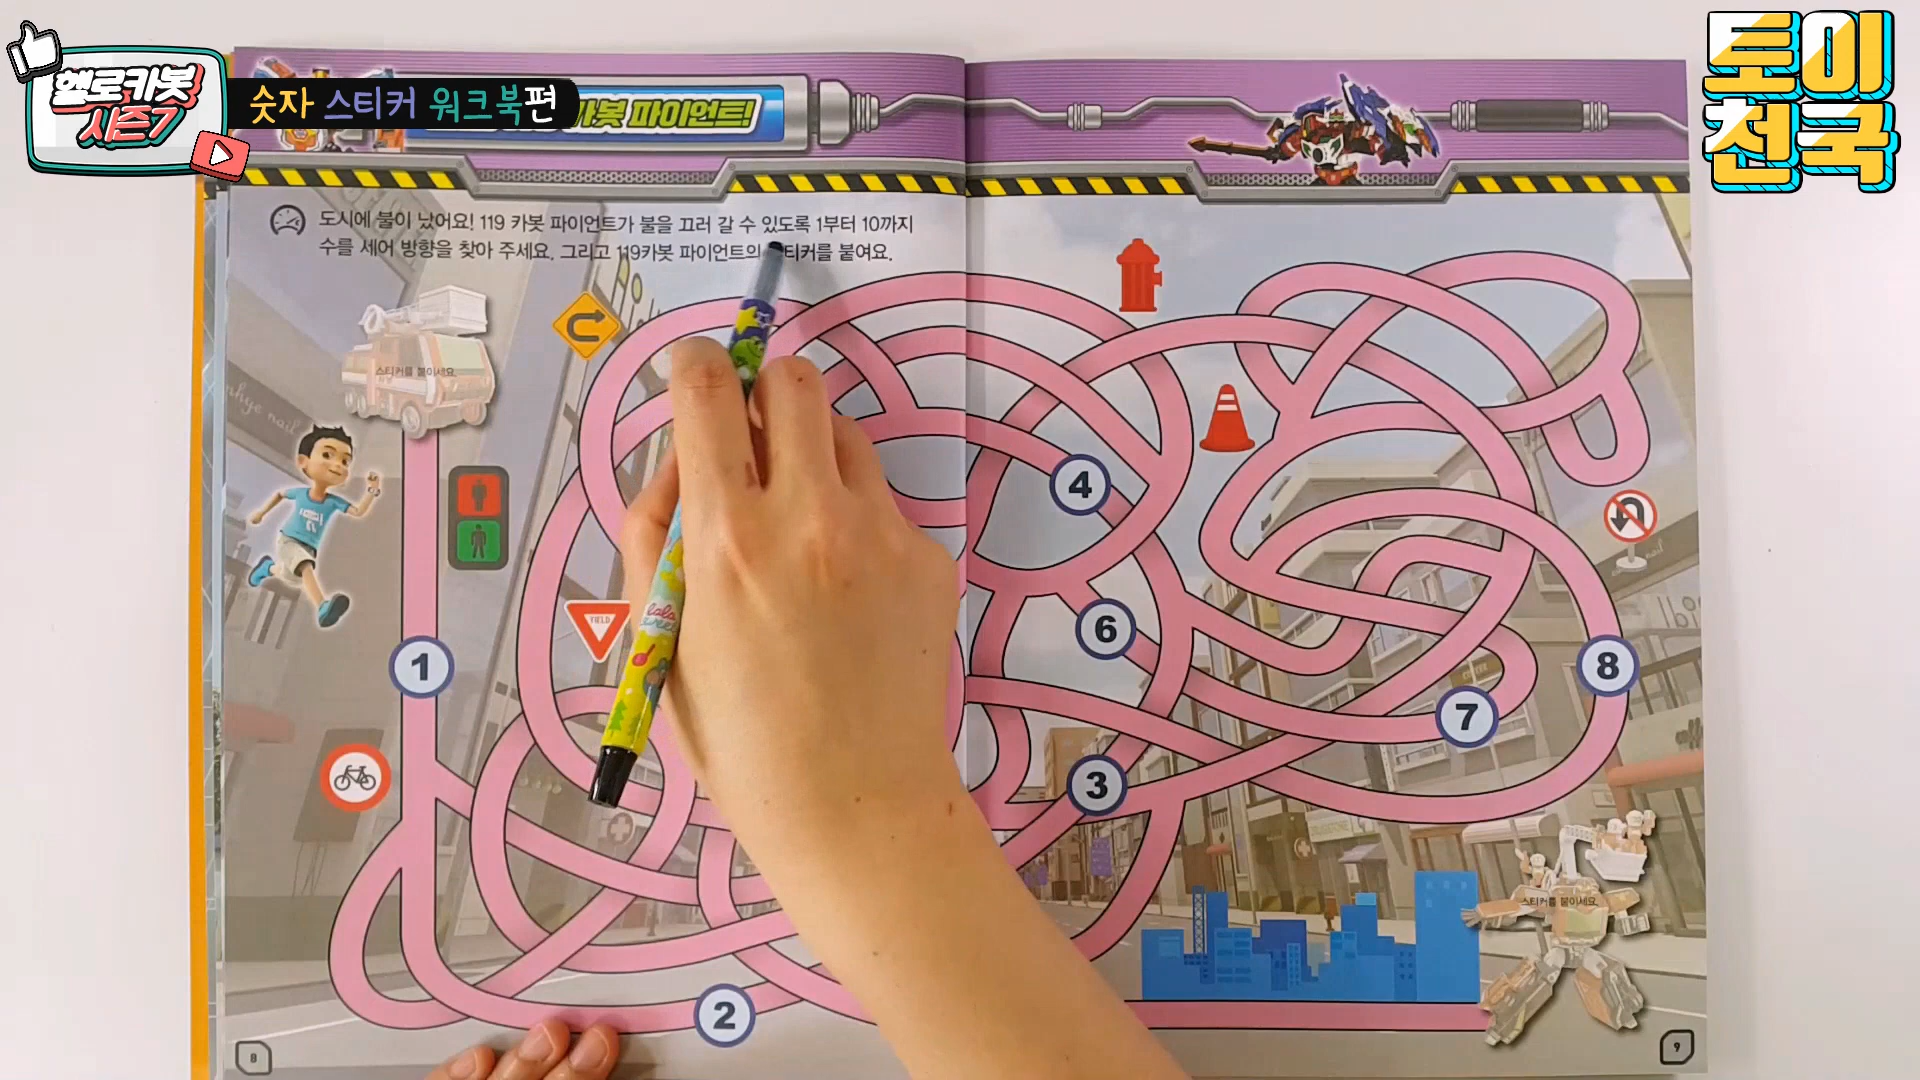 헬로카봇
시즌7
숫자 스티커 워크북편
토이
천국
카봇 파이언트!
도시에 불이 났어요! 119 카봇 파이언트가 불을 끄러 갈 수 있도록 1부터 10까지
수를 세어 방향을 찾아 주세요. 그리고 119카봇 파이언트의 티커를 붙여요.
스티커를 붙이세요.
nhye nail
YIELD
nail
lala
sweet
1
2
3
4
6
7
8
스티커를 붙이세요.
8
9